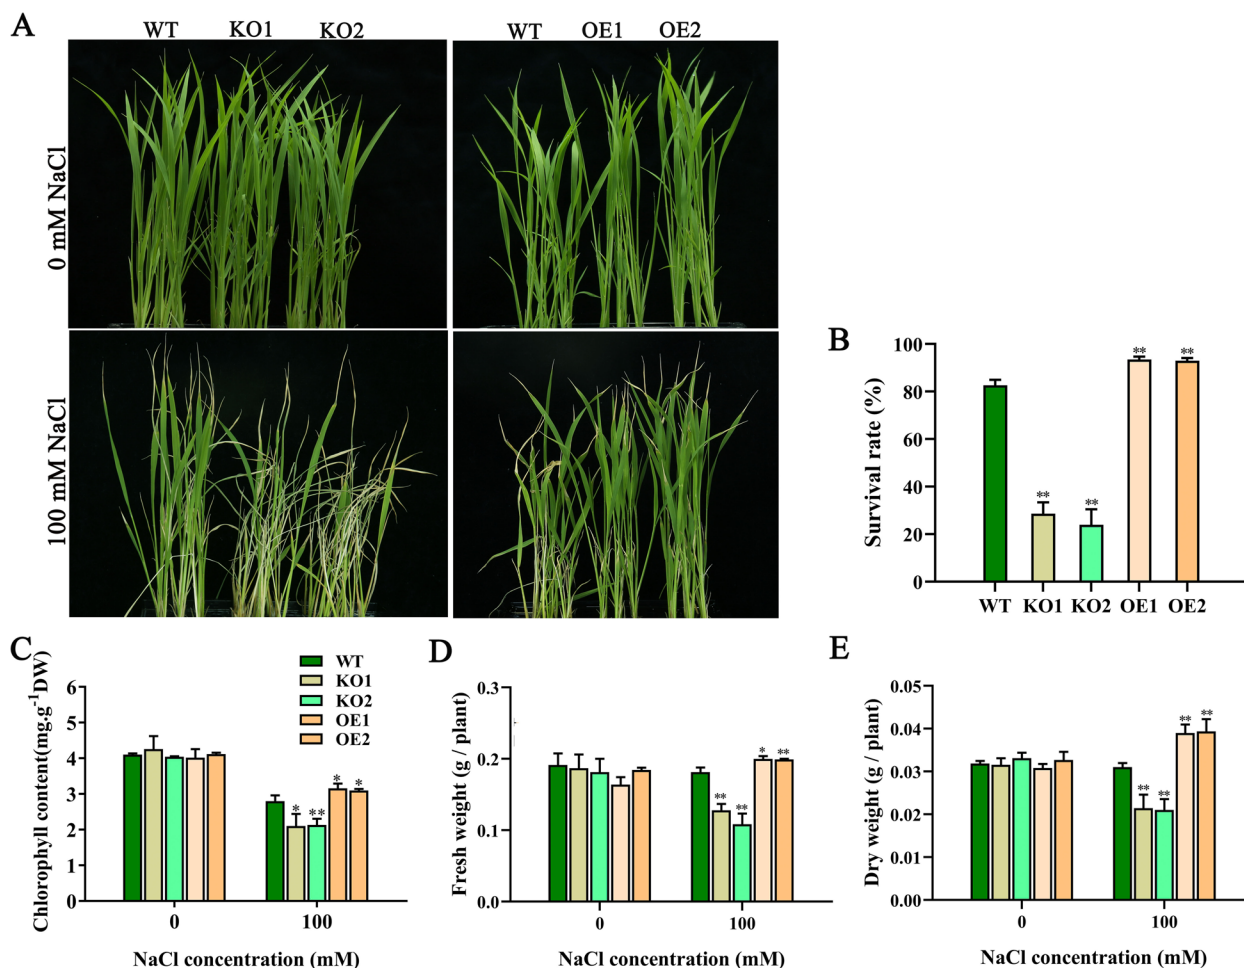 A
WT KO1 KO2
WT OE1 OE2
0 mM NaCl
100 mM NaCl
B
Survival rate (%)
100
80
60
40
20
0
**
**
**
**
WT KO1 KO2 OE1 OE2
C
Chlorophyll content(mg.g⁻¹DW)
6
5
4
3
2
1
0
WT
KO1
KO2
OE1
OE2
*
**
*
*
0 100
NaCl concentration (mM)
D
Fresh weight (g / plant)
0.3
0.2
0.1
0.0
**
**
*
**
0 100
NaCl concentration (mM)
E
Dry weight (g / plant)
0.05
0.04
0.03
0.02
0.01
0.00
**
**
**
**
0 100
NaCl concentration (mM)